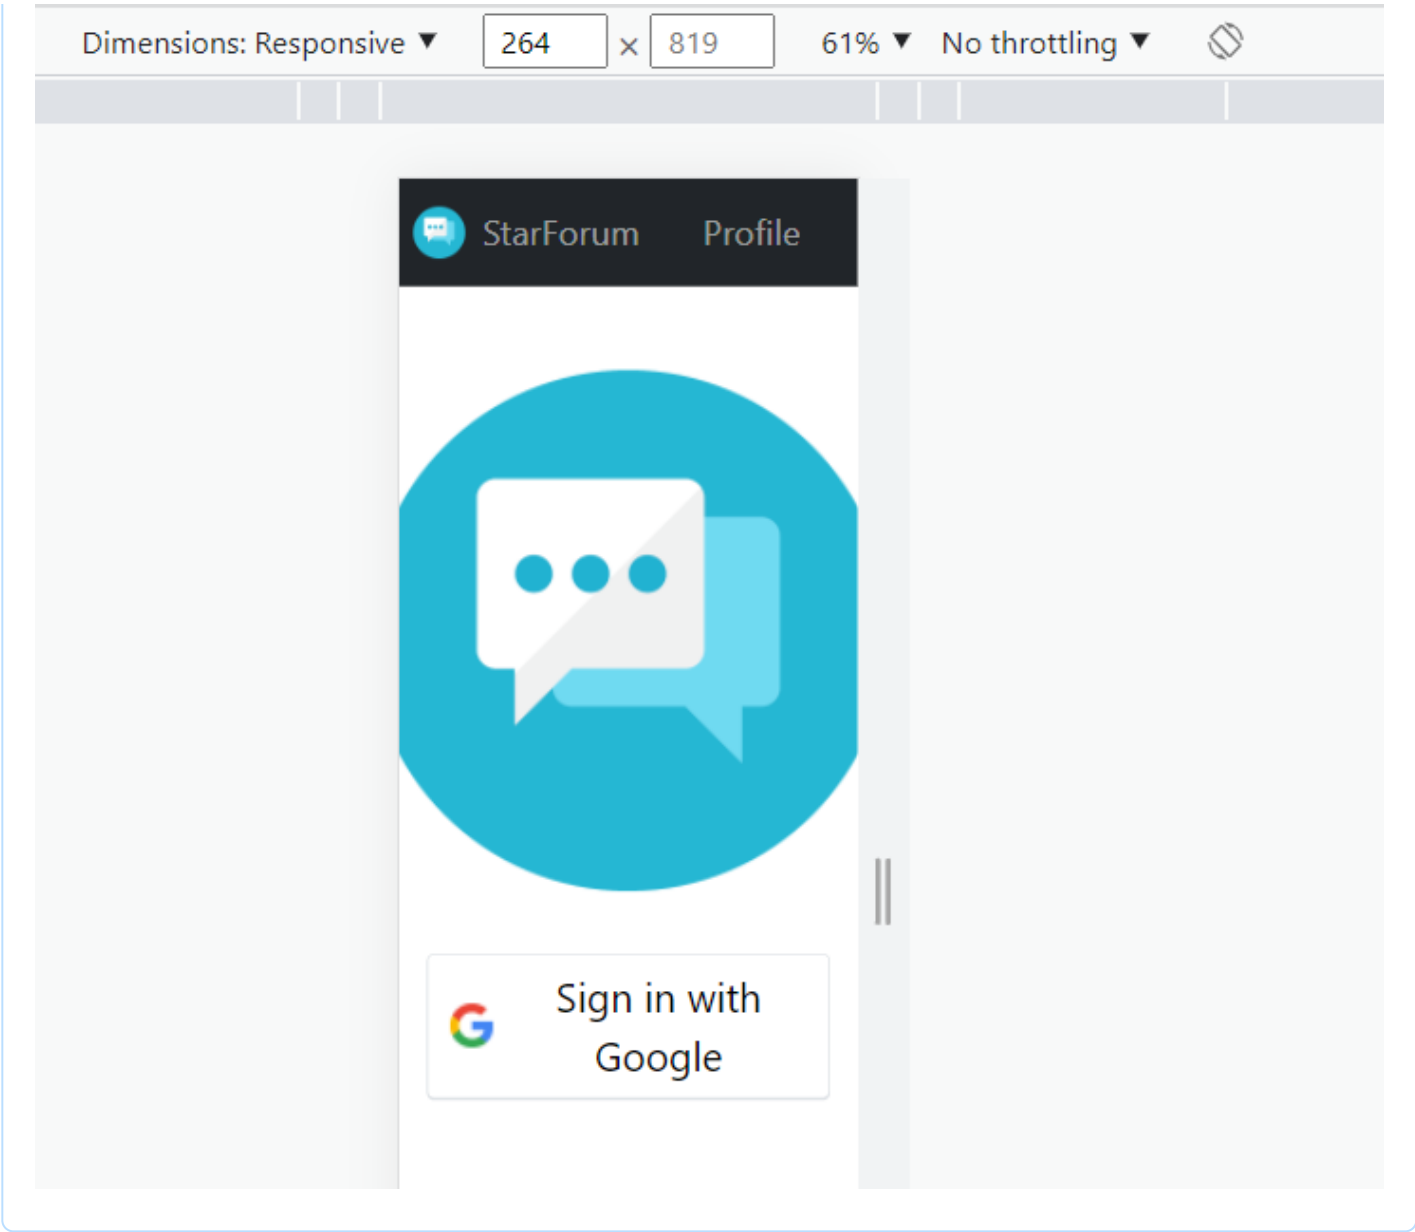 Dimensions: Responsive ▼ 264 × 819 61% ▼ No throttling ▼
StarForum Profile
Sign in with
Google